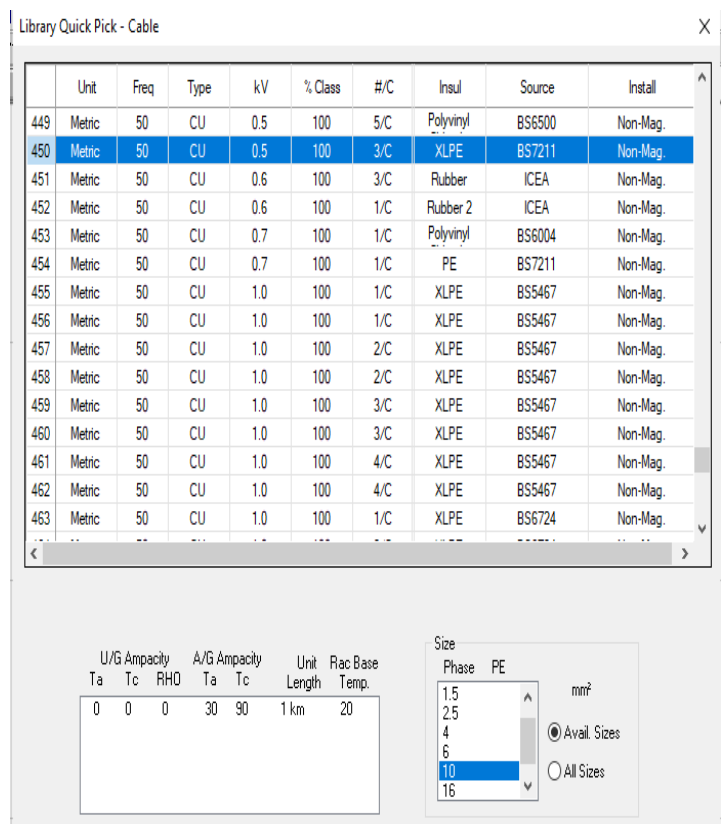 Library Quick Pick - Cable X
Unit Freq Type kV % Class #/C Insul Source Install
449 Metric 50 CU 0.5 100 5/C Polyvinyl BS6500 Non-Mag.
450 Metric 50 CU 0.5 100 3/C XLPE BS7211 Non-Mag.
451 Metric 50 CU 0.6 100 3/C Rubber ICEA Non-Mag.
452 Metric 50 CU 0.6 100 1/C Rubber 2 ICEA Non-Mag.
453 Metric 50 CU 0.7 100 1/C Polyvinyl BS6004 Non-Mag.
454 Metric 50 CU 0.7 100 1/C PE BS7211 Non-Mag.
455 Metric 50 CU 1.0 100 1/C XLPE BS5467 Non-Mag.
456 Metric 50 CU 1.0 100 1/C XLPE BS5467 Non-Mag.
457 Metric 50 CU 1.0 100 2/C XLPE BS5467 Non-Mag.
458 Metric 50 CU 1.0 100 2/C XLPE BS5467 Non-Mag.
459 Metric 50 CU 1.0 100 3/C XLPE BS5467 Non-Mag.
460 Metric 50 CU 1.0 100 3/C XLPE BS5467 Non-Mag.
461 Metric 50 CU 1.0 100 4/C XLPE BS5467 Non-Mag.
462 Metric 50 CU 1.0 100 4/C XLPE BS5467 Non-Mag.
463 Metric 50 CU 1.0 100 1/C XLPE BS6724 Non-Mag.
U/G Ampacity A/G Ampacity Unit Rac Base
Ta Tc RHO Ta Tc Length Temp.
0 0 0 30 90 1 km 20
Size
Phase PE
mm²
1.5
2.5
4
6
10
16
Avail. Sizes
All Sizes